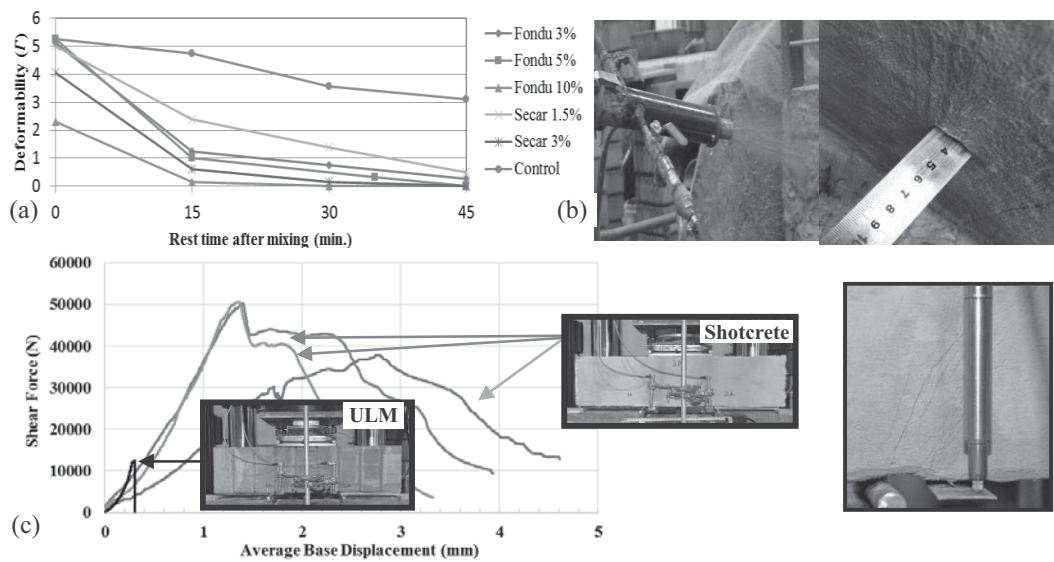 (a)
Deformability (Γ)
6
5
4
3
2
1
0
0 15 30 45
Rest time after mixing (min.)
Fondu 3%
Fondu 5%
Fondu 10%
Secar 1.5%
Secar 3%
Control
(b)
4 5 6 7 8 9 10
(c)
Shear Force (N)
60000
50000
40000
30000
20000
10000
0
0 1 2 3 4 5
Average Base Displacement (mm)
ULM
Shotcrete